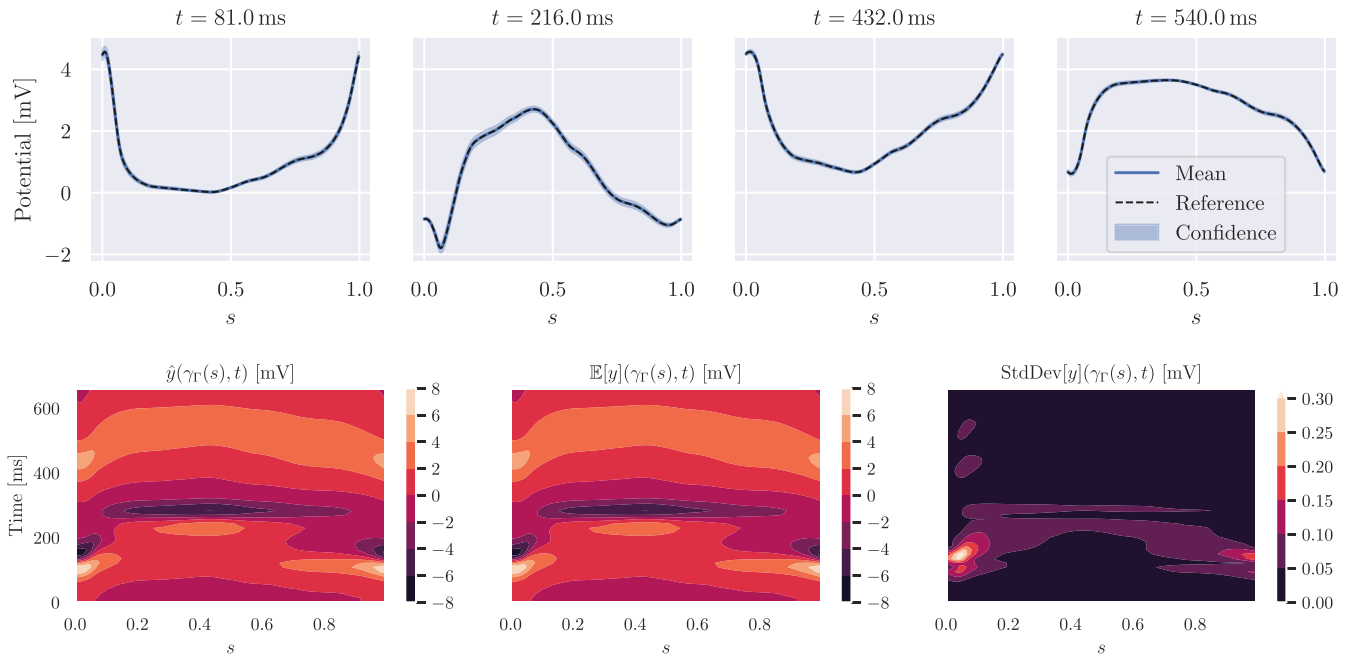 t = 81.0 ms
t = 216.0 ms
t = 432.0 ms
t = 540.0 ms
Potential [mV]
4
2
0
−2
0.0 0.5 1.0
0.0 0.5 1.0
0.0 0.5 1.0
0.0 0.5 1.0
s
s
s
s
Mean
Reference
Confidence
ŷ(γ_Γ(s), t) [mV]
𝔼[y](γ_Γ(s), t) [mV]
StdDev[y](γ_Γ(s), t) [mV]
Time [ms]
600
400
200
0
0.0 0.2 0.4 0.6 0.8
s
8
6
4
2
0
−2
−4
−6
−8
0.0 0.2 0.4 0.6 0.8
s
8
6
4
2
0
−2
−4
−6
−8
0.0 0.2 0.4 0.6 0.8
s
0.30
0.25
0.20
0.15
0.10
0.05
0.00